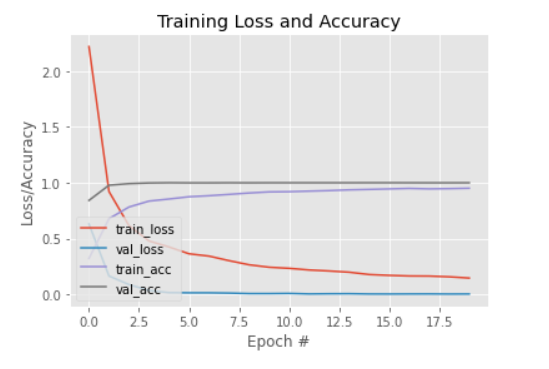 Training Loss and Accuracy
Loss/Accuracy
2.0
1.5
1.0
0.5
0.0
train_loss
val_loss
train_acc
val_acc
0.0 2.5 5.0 7.5 10.0 12.5 15.0 17.5
Epoch #